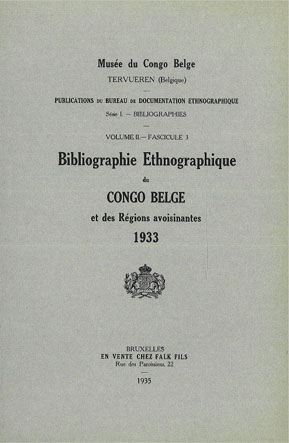 Musée du Congo Belge
TERVUEREN (Belgique)
PUBLICATIONS DU BUREAU DE DOCUMENTATION ETHNOGRAPHIQUE
Série I. — BIBLIOGRAPHIES
VOLUME II. — FASCICULE 3
Bibliographie Ethnographique
du
CONGO BELGE
et des Régions avoisinantes
1933
BRUXELLES
EN VENTE CHEZ FALK FILS
Rue des Paroissiens, 22
1935